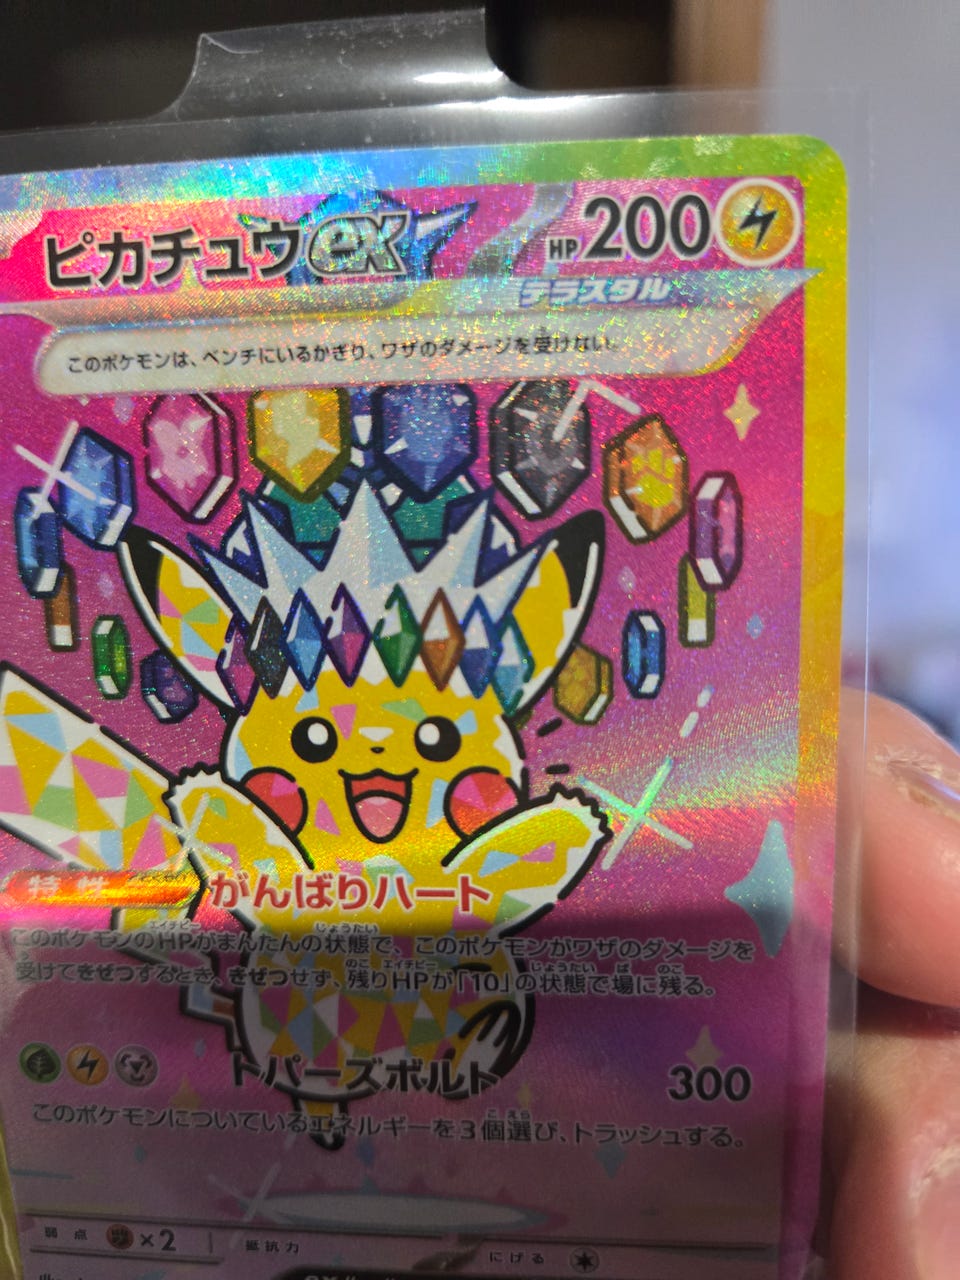 ピカチュウex HP200
テラスタル
このポケモンは、ベンチにいるかぎり、ワザのダメージを受けない。
特性 がんばりハート
このポケモンのHPがまんたんの状態で、このポケモンがワザのダメージを
受けてきぜつするとき、きぜつせず、残りHPが「10」の状態で場に残る。
トパーズボルト 300
このポケモンについているエネルギーを3個選び、トラッシュする。
弱点 ×2 抵抗力 にげる